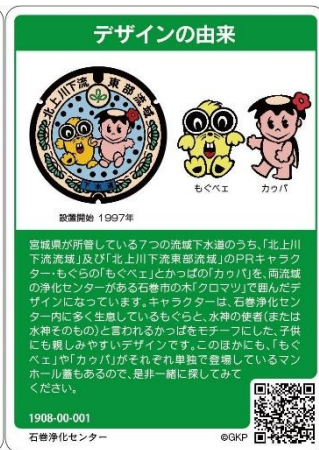 デザインの由来
北上川下流 東部流域
設置開始 1997年
もぐベエ
カゥパ
宮城県が所管している7つの流域下水道のうち、「北上川
下流流域」及び「北上川下流東部流域」のPRキャラク
ター・もぐらの「もぐベエ」とかっぱの「カゥパ」を、両流域
の浄化センターがある石巻市の木「クロマツ」で囲んだデ
ザインになっています。キャラクターは、石巻浄化セン
ター内に多く生息しているもぐらと、水神の使者(または
水神そのもの)と言われるかっぱをモチーフにした、子供
にも親しみやすいデザインです。このほかにも、「もぐ
ベエ」や「カゥパ」がそれぞれ単独で登場しているマン
ホール蓋もあるので、是非一緒に探してみて
ください。
1908-00-001
石巻浄化センター
©GKP